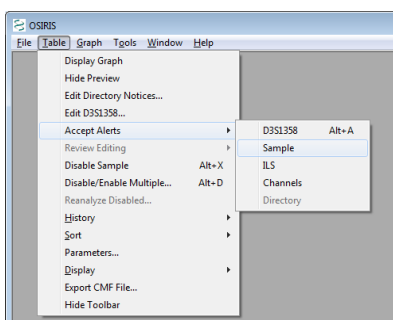 OSIRIS
File Table Graph Tools Window Help
Display Graph
Hide Preview
Edit Directory Notices...
Edit D3S1358...
Accept Alerts
Review Editing
Disable Sample Alt+X
Disable/Enable Multiple... Alt+D
Reanalyze Disabled...
History
Sort
Parameters...
Display
Export CMF File...
Hide Toolbar
D3S1358 Alt+A
Sample
ILS
Channels
Directory